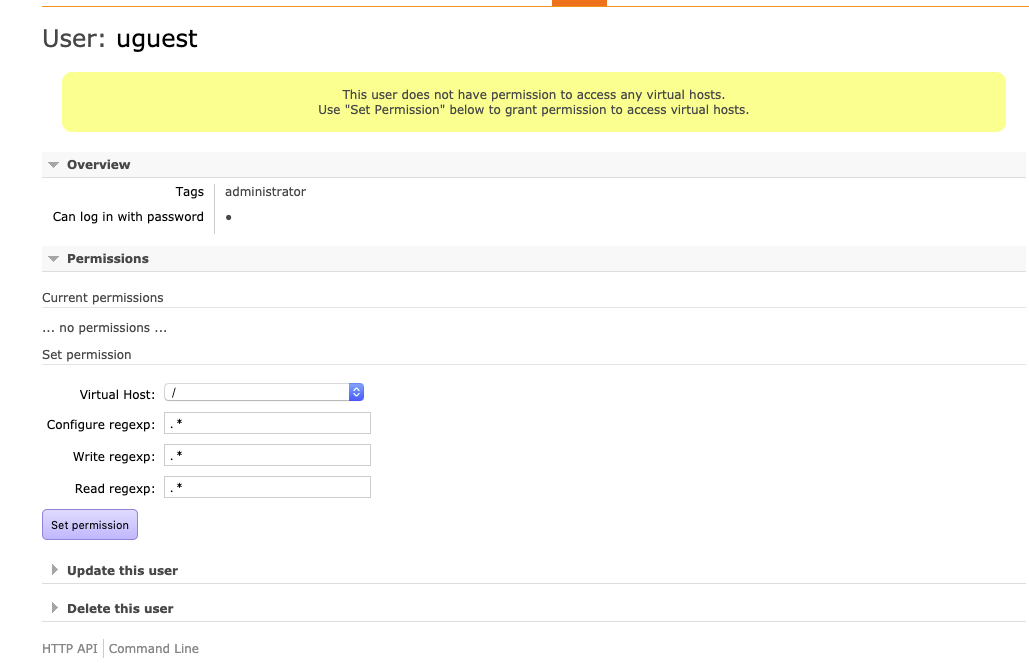 User: uguest
This user does not have permission to access any virtual hosts.
Use "Set Permission" below to grant permission to access virtual hosts.
Overview
Tags administrator
Can log in with password •
Permissions
Current permissions
... no permissions ...
Set permission
Virtual Host: /
Configure regexp: .*
Write regexp: .*
Read regexp: .*
Set permission
Update this user
Delete this user
HTTP API Command Line